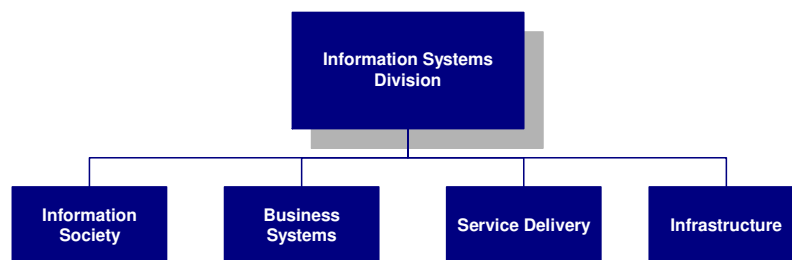 Information Systems
Division
Information
Society
Business
Systems
Service Delivery
Infrastructure